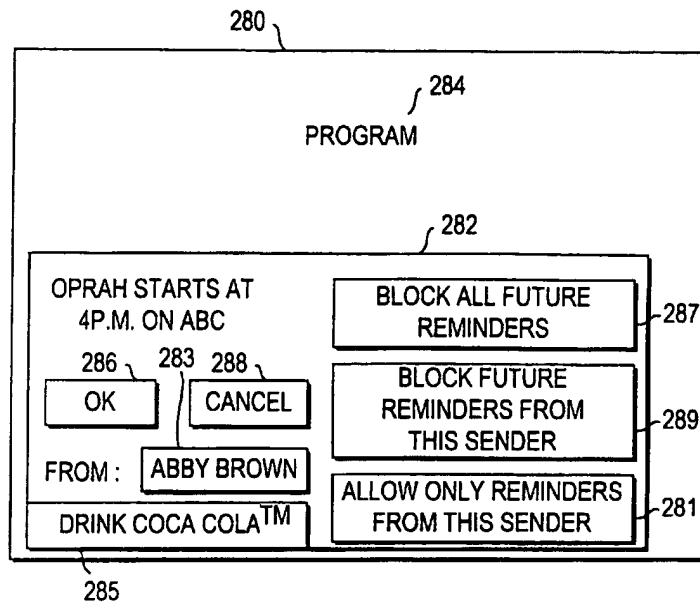 280
284
PROGRAM
282
OPRAH STARTS AT
4P.M. ON ABC
286
283
288
OK
CANCEL
FROM :
ABBY BROWN
DRINK COCA COLA™
285
BLOCK ALL FUTURE
REMINDERS
287
BLOCK FUTURE
REMINDERS FROM
THIS SENDER
289
ALLOW ONLY REMINDERS
FROM THIS SENDER
281